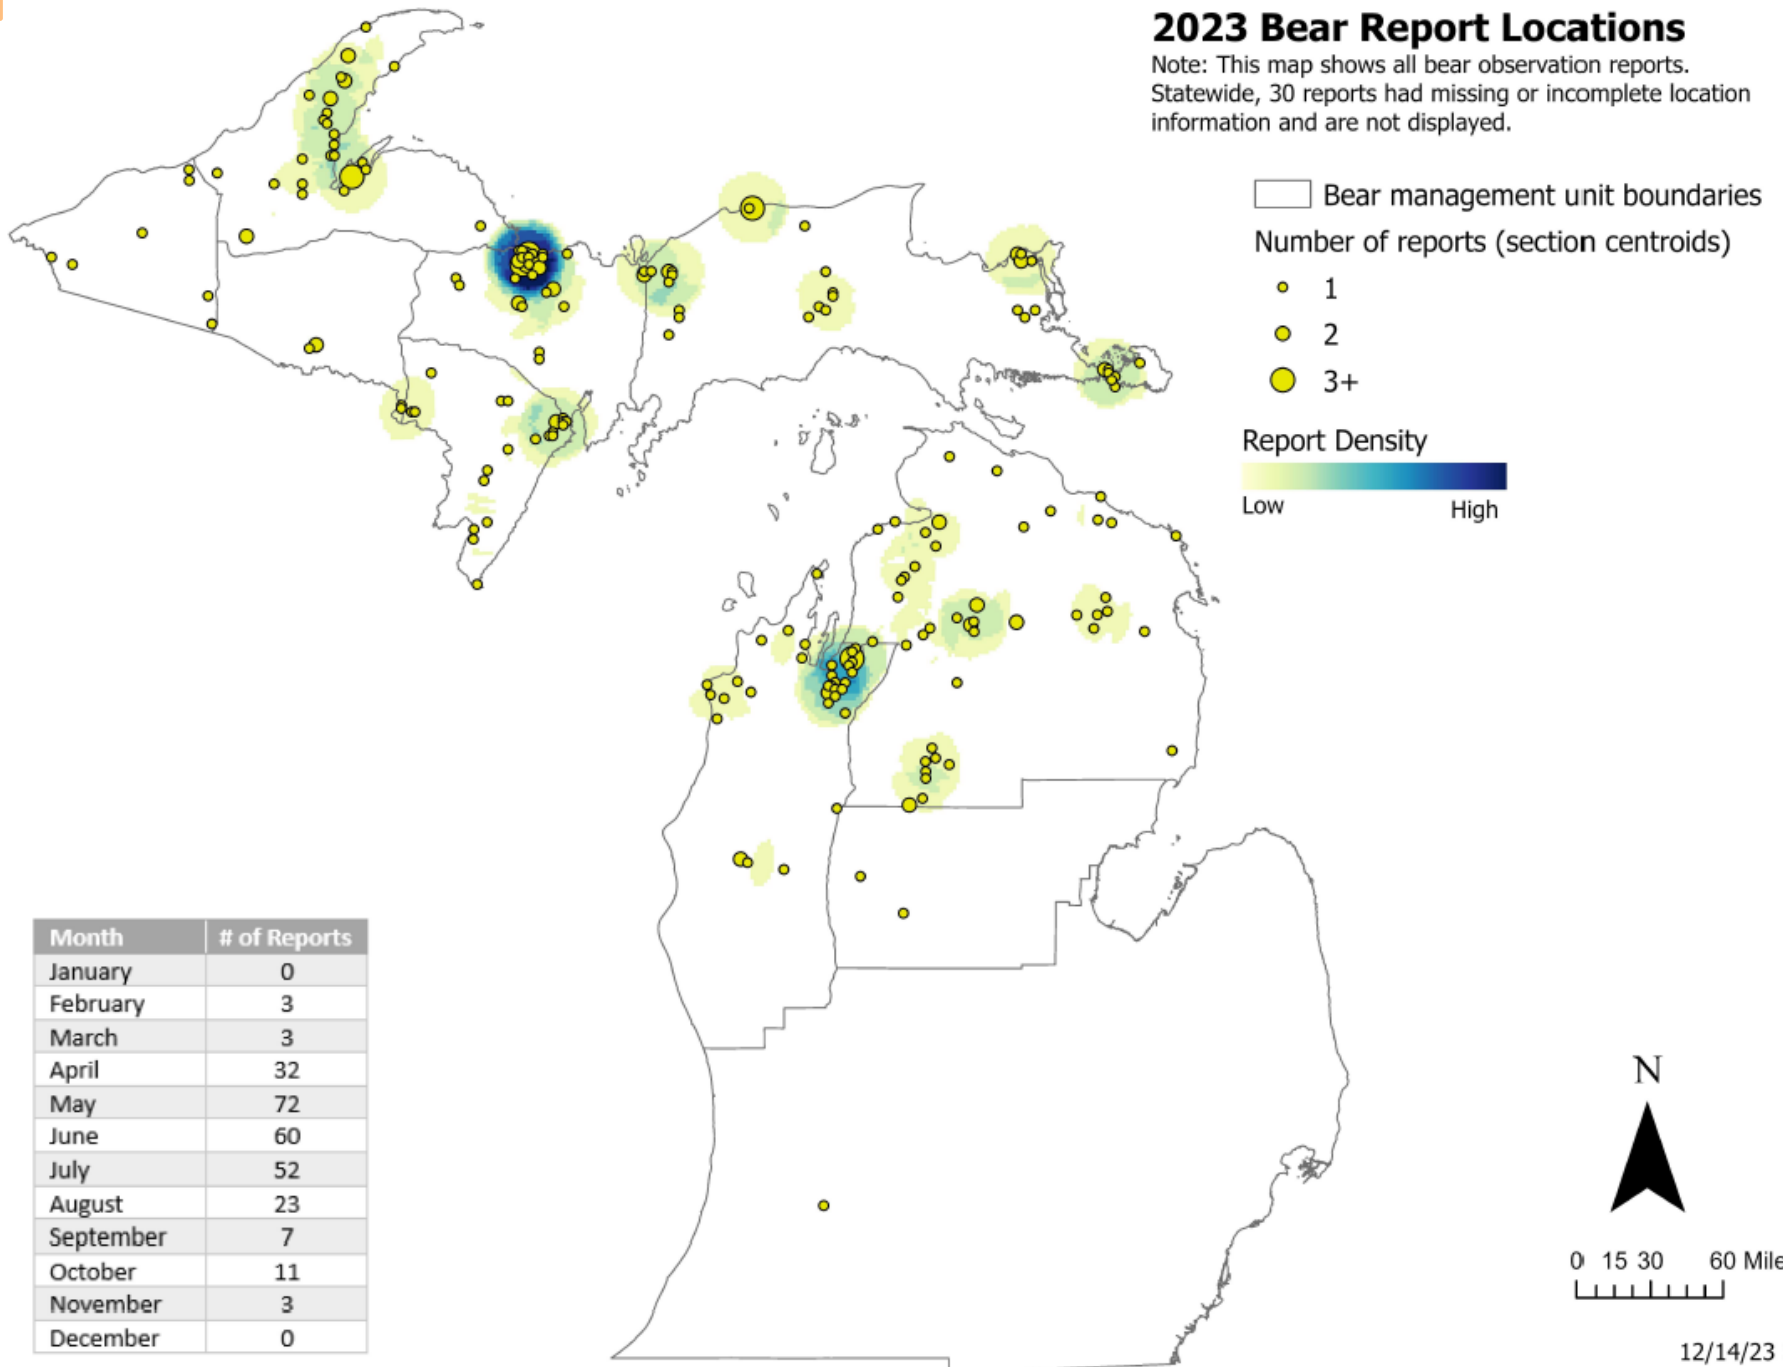 2023 Bear Report Locations
Note: This map shows all bear observation reports.
Statewide, 30 reports had missing or incomplete location
information and are not displayed.
Bear management unit boundaries
Number of reports (section centroids)
1
2
3+
Report Density
Low High
Month # of Reports
January 0
February 3
March 3
April 32
May 72
June 60
July 52
August 23
September 7
October 11
November 3
December 0
N
0 15 30 60 Mile
12/14/23